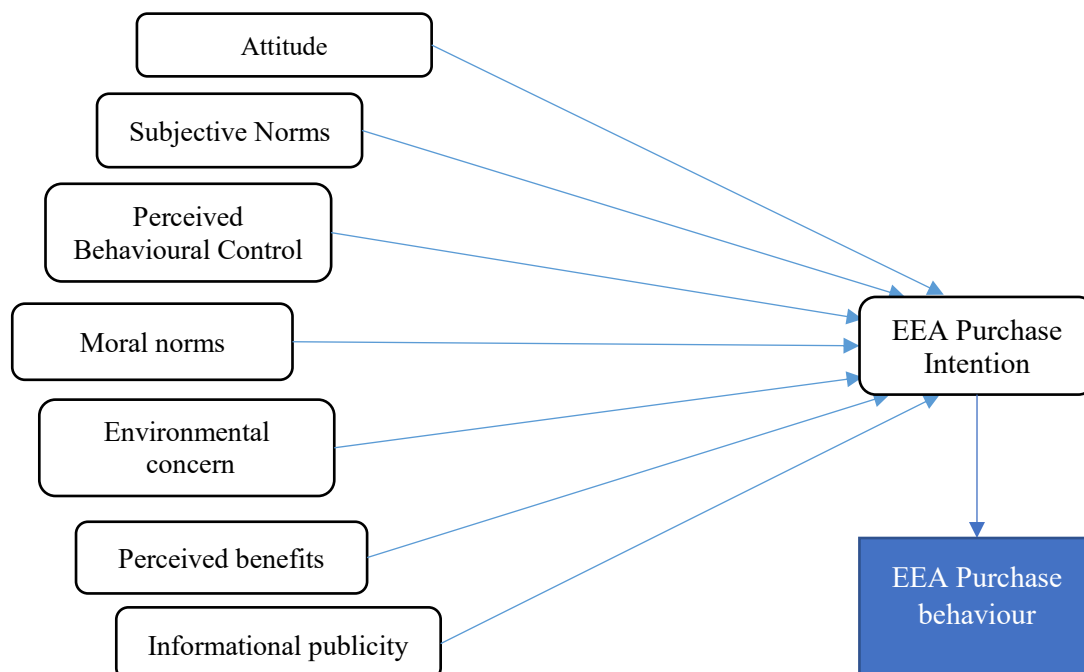 Attitude
Subjective Norms
Perceived
Behavioural Control
Moral norms
Environmental
concern
Perceived benefits
Informational publicity
EEA Purchase
Intention
EEA Purchase
behaviour